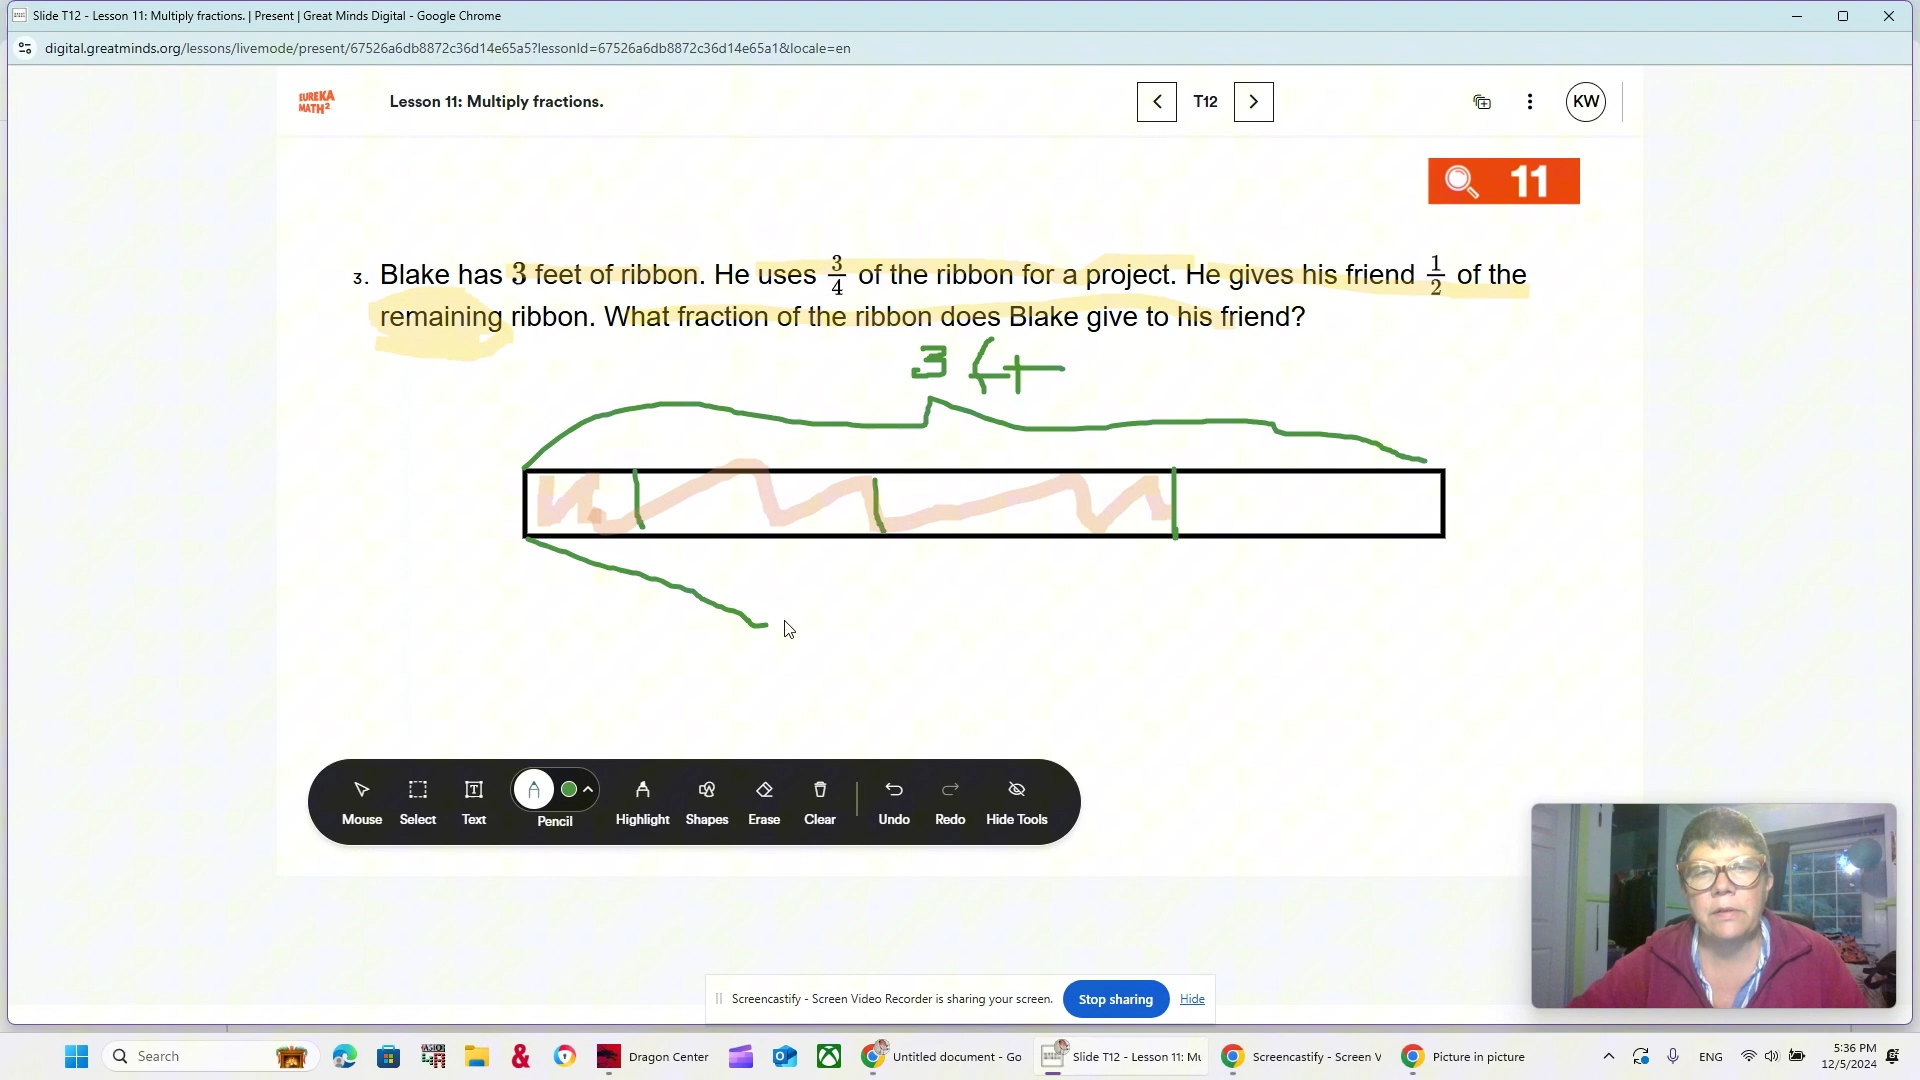 Slide T12 - Lesson 11: Multiply fractions. | Present | Great Minds Digital - Google Chrome
digital.greatminds.org/lessons/livemode/present/67526a6db8872c36d14e65a5?lessonId=67526a6db8872c36d14e65a1&locale=en
EUREKA MATH²
Lesson 11: Multiply fractions.
T12
KW
11
3. Blake has 3 feet of ribbon. He uses 3/4 of the ribbon for a project. He gives his friend 1/2 of the
remaining ribbon. What fraction of the ribbon does Blake give to his friend?
3 ft
Mouse Select Text Pencil Highlight Shapes Erase Clear Undo Redo Hide Tools
Screencastify - Screen Video Recorder is sharing your screen. Stop sharing Hide
Search Dragon Center Untitled document - Go Slide T12 - Lesson 11: Mu Screencastify - Screen V Picture in picture ENG 5:36 PM
12/5/2024